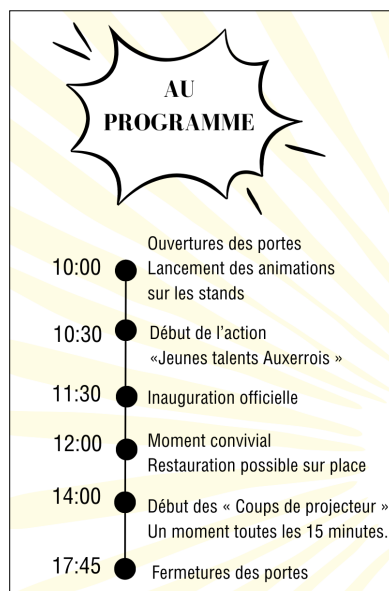 AU
PROGRAMME
10:00
Ouvertures des portes
Lancement des animations
sur les stands
10:30
Début de l'action
«Jeunes talents Auxerrois »
11:30
Inauguration officielle
12:00
Moment convivial
Restauration possible sur place
14:00
Début des « Coups de projecteur »
Un moment toutes les 15 minutes.
17:45
Fermetures des portes